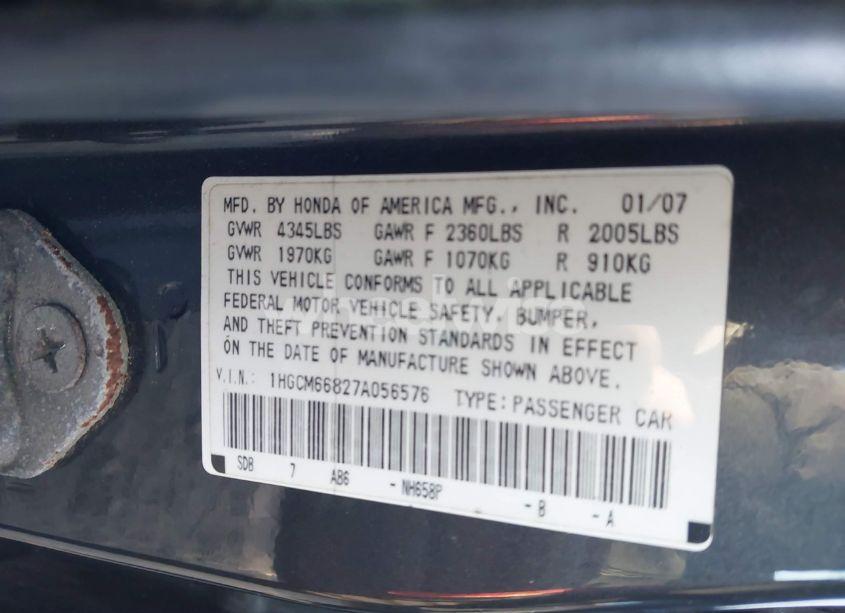 MFD. BY HONDA OF AMERICA MFG., INC. 01/07
GVWR 4345LBS GAWR F 2360LBS R 2005LBS
GVWR 1970KG GAWR F 1070KG R 910KG
THIS VEHICLE CONFORMS TO ALL APPLICABLE
FEDERAL MOTOR VEHICLE SAFETY, BUMPER,
AND THEFT PREVENTION STANDARDS IN EFFECT
ON THE DATE OF MANUFACTURE SHOWN ABOVE.
V.I.N.: 1HGCM66827A056576 TYPE:PASSENGER CAR
SDB 7 AB6 - NH658P - B - A